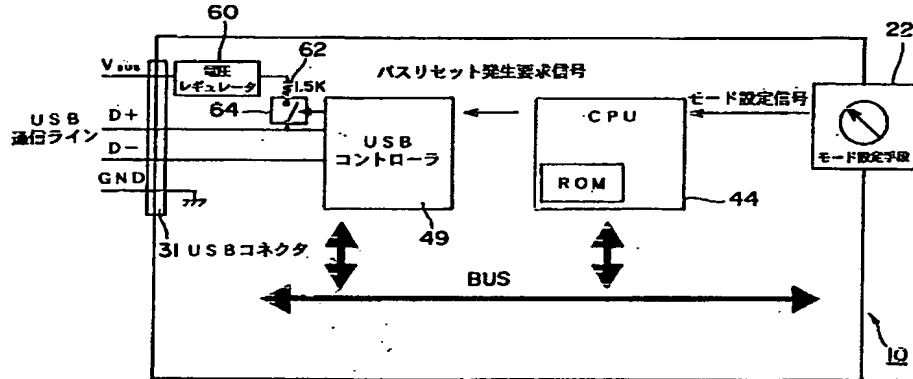 60
62
22
VBUS
電圧
レギュレータ
1.5K
バスリセット発生要求信号
64
モード設定信号
D+
USB
通信ライン
USB
コントローラ
CPU
モード設定手段
D-
ROM
GND
44
49
31 USBコネクタ
BUS
10